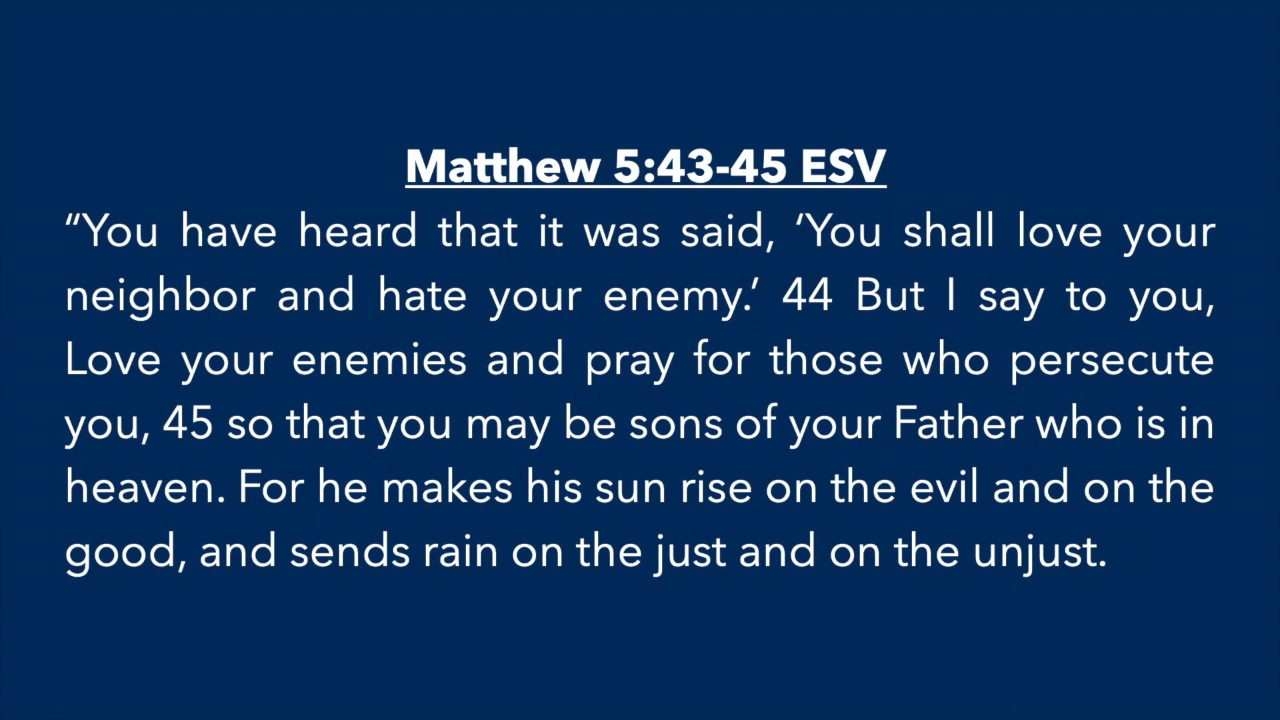 Matthew 5:43-45 ESV
“You have heard that it was said, ‘You shall love your
neighbor and hate your enemy.’ 44 But I say to you,
Love your enemies and pray for those who persecute
you, 45 so that you may be sons of your Father who is in
heaven. For he makes his sun rise on the evil and on the
good, and sends rain on the just and on the unjust.